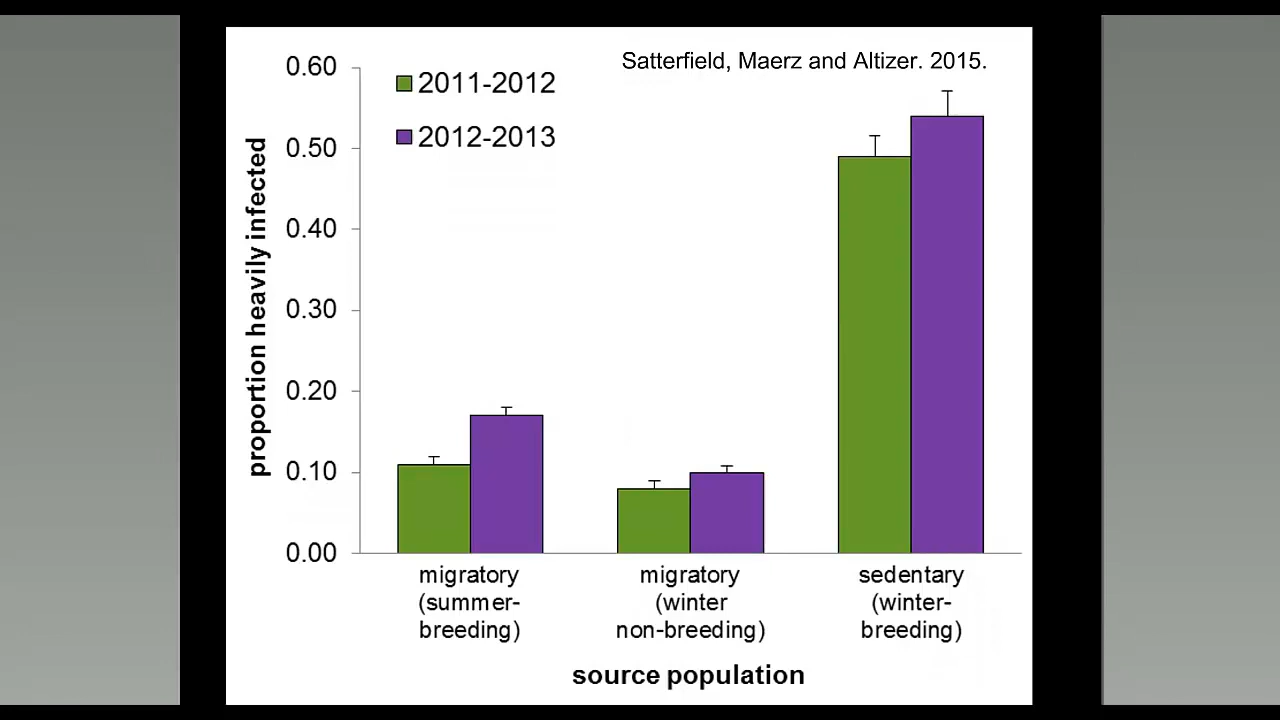 Satterfield, Maerz and Altizer. 2015.
2011-2012
2012-2013
proportion heavily infected
0.60
0.50
0.40
0.30
0.20
0.10
0.00
migratory
(summer-
breeding)
migratory
(winter
non-breeding)
sedentary
(winter-
breeding)
source population